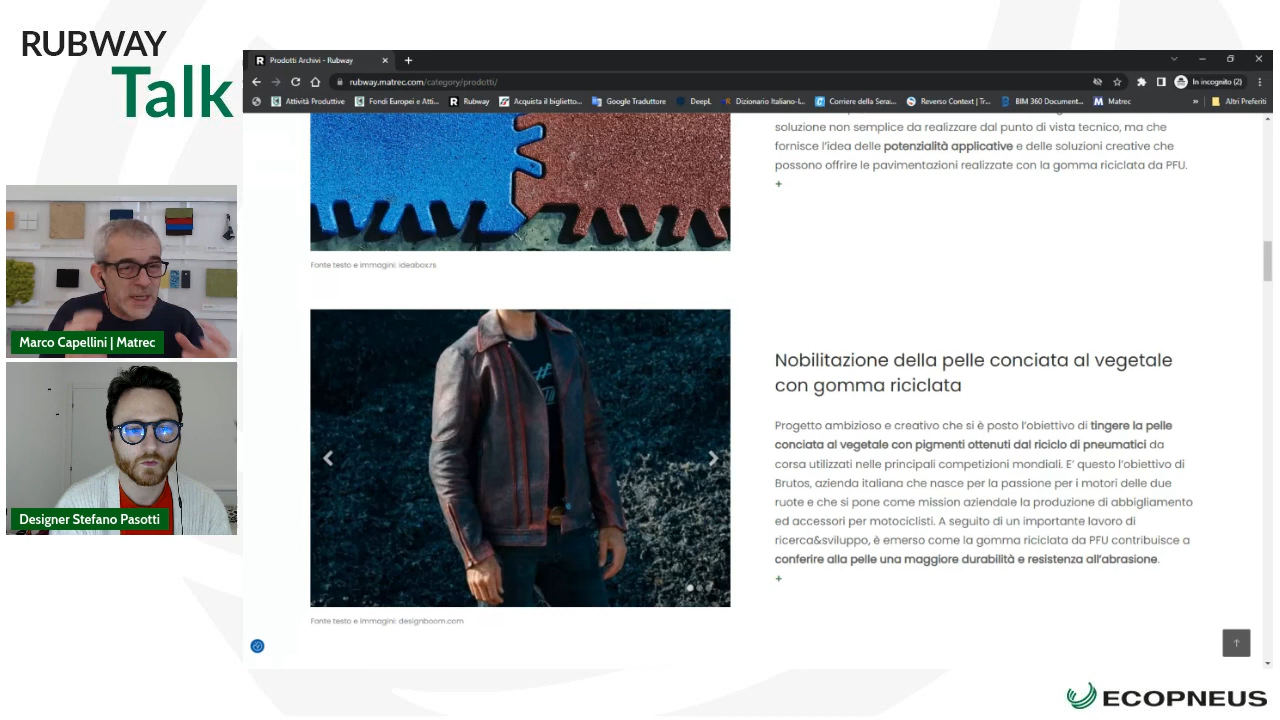 RUBWAY
Talk
Marco Capellini | Matrec
Designer Stefano Pasotti
Prodotti Archivi - Rubway
rubway.matrec.com/category/prodotti/
In incognito (2)
Attività Produttive
Fondi Europei e Atti...
Rubway
Acquista il biglietto...
Google Traduttore
DeepL
Dizionario Italiano-I...
Corriere della Serai...
Reverso Context | Tr...
BIM 360 Document...
Matrec
»
Altri Preferiti
soluzione non semplice da realizzare dal punto di vista tecnico, ma che
fornisce l'idea delle potenzialità applicative e delle soluzioni creative che
possono offrire le pavimentazioni realizzate con la gomma riciclata da PFU.
+
Fonte testo e immagini: ideabox.rs
Nobilitazione della pelle conciata al vegetale
con gomma riciclata
Progetto ambizioso e creativo che si è posto l'obiettivo di tingere la pelle
conciata al vegetale con pigmenti ottenuti dal riciclo di pneumatici da
corsa utilizzati nelle principali competizioni mondiali. E' questo l'obiettivo di
Brutos, azienda italiana che nasce per la passione per i motori delle due
ruote e che si pone come mission aziendale la produzione di abbigliamento
ed accessori per motociclisti. A seguito di un importante lavoro di
ricerca&sviluppo, è emerso come la gomma riciclata da PFU contribuisce a
conferire alla pelle una maggiore durabilità e resistenza all'abrasione.
+
Fonte testo e immagini: designboom.com
ECOPNEUS